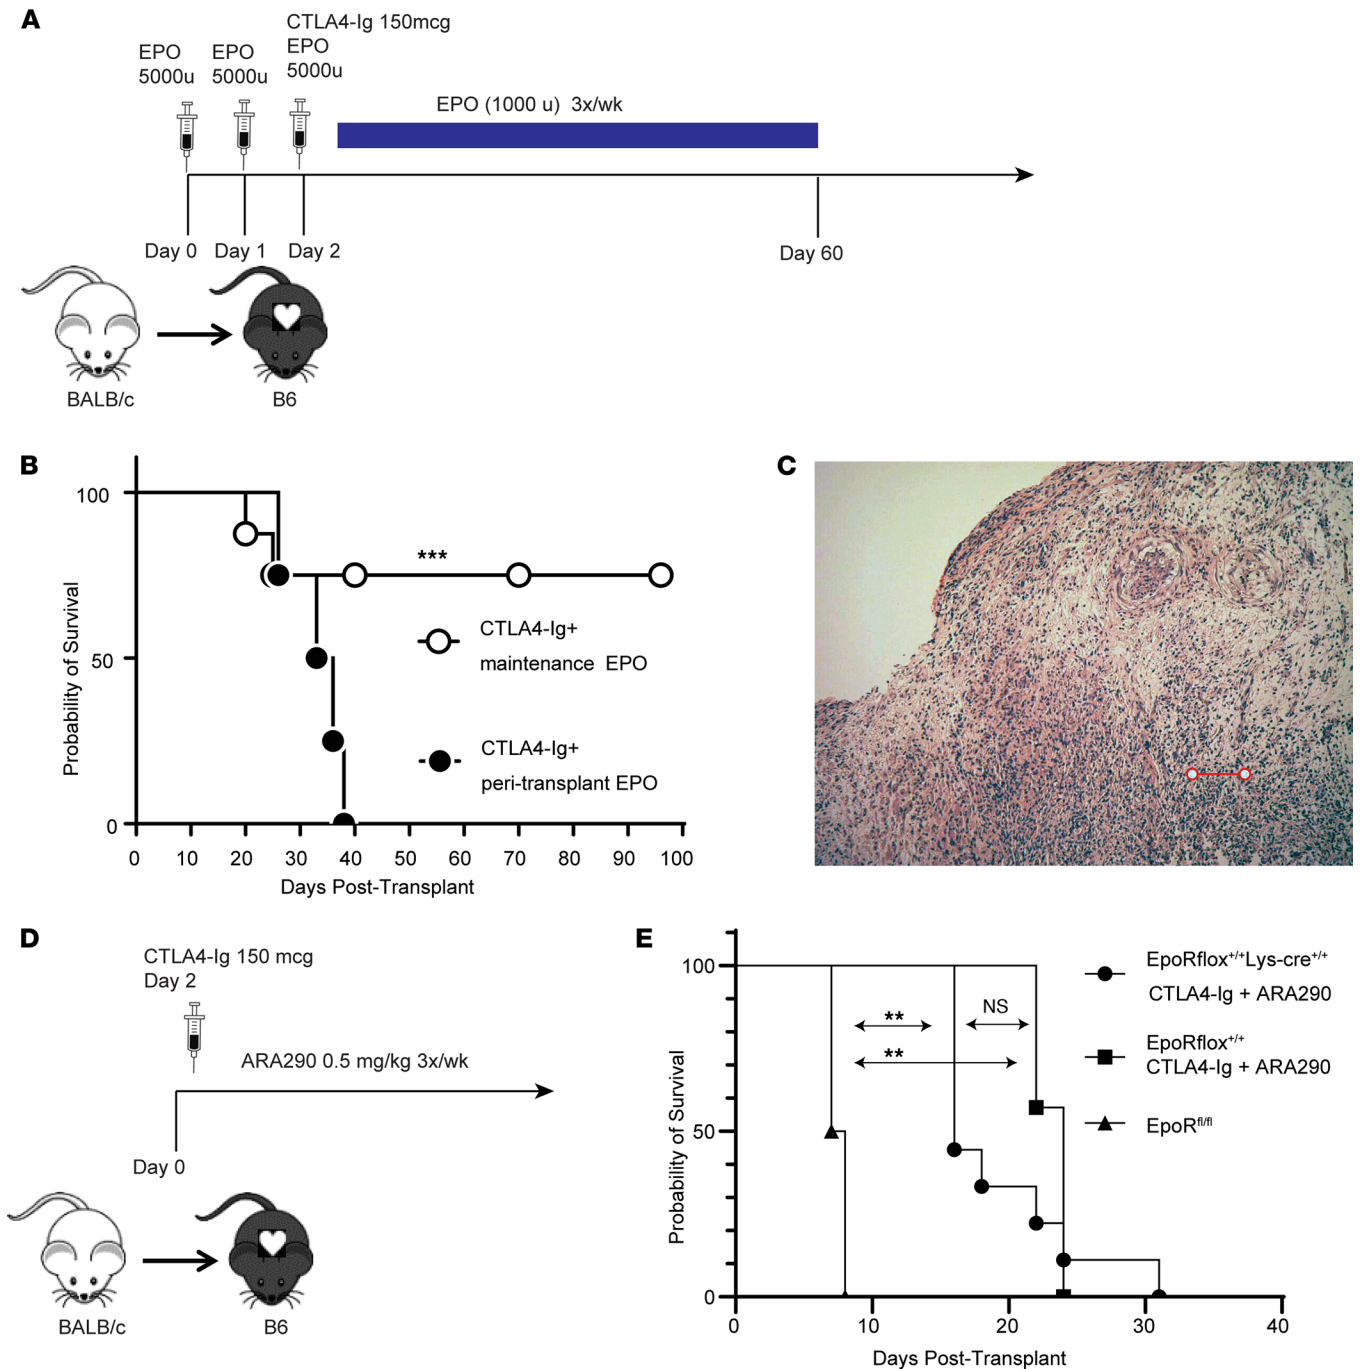 A
CTLA4-Ig 150mcg
EPO
5000u
EPO
5000u
EPO
5000u
EPO (1000 u) 3x/wk
Day 0
Day 1
Day 2
Day 60
BALB/c
B6
B
Probability of Survival
100
50
0
***
CTLA4-Ig+
maintenance EPO
CTLA4-Ig+
peri-transplant EPO
0 10 20 30 40 50 60 70 80 90 100
Days Post-Transplant
C
D
CTLA4-Ig 150 mcg
Day 2
ARA290 0.5 mg/kg 3x/wk
Day 0
BALB/c
B6
E
Probability of Survival
100
50
0
**
**
NS
EpoRflox+/+Lys-cre+/+
CTLA4-Ig + ARA290
EpoRflox+/+
CTLA4-Ig + ARA290
EpoRfl/fl
0 10 20 30 40
Days Post-Transplant